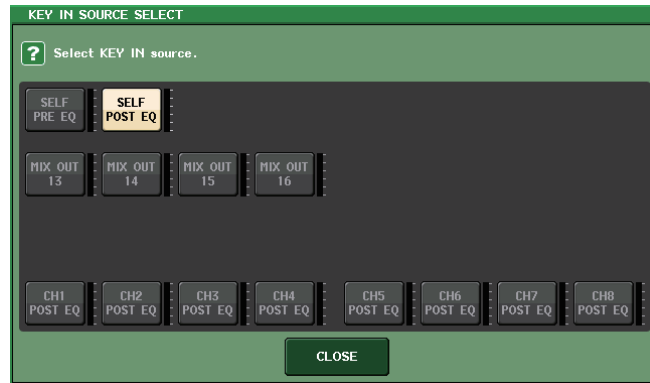 KEY IN SOURCE SELECT
? Select KEY IN source.
SELF
PRE EQ
SELF
POST EQ
MIX OUT
13
MIX OUT
14
MIX OUT
15
MIX OUT
16
CH1
POST EQ
CH2
POST EQ
CH3
POST EQ
CH4
POST EQ
CH5
POST EQ
CH6
POST EQ
CH7
POST EQ
CH8
POST EQ
CLOSE